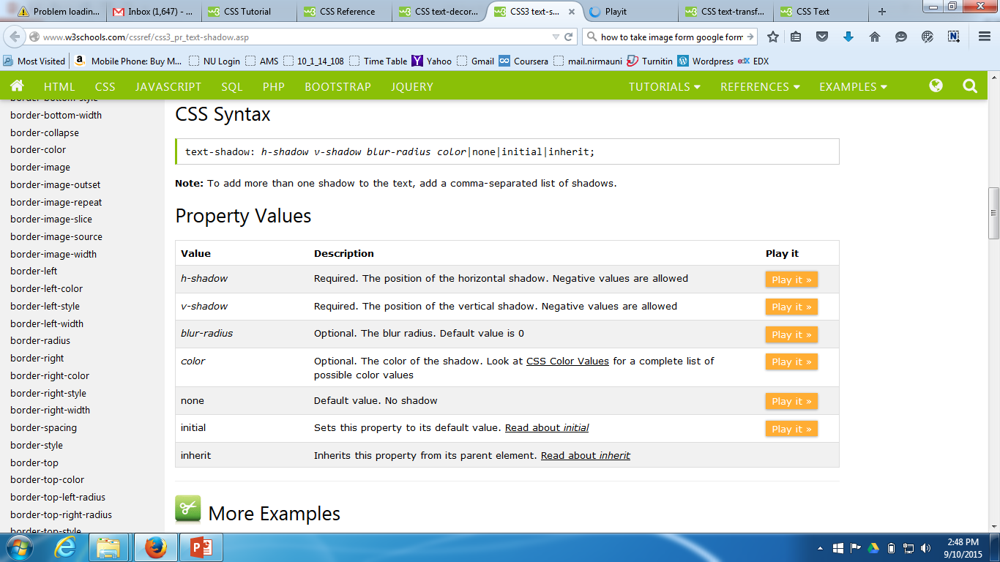 Problem loadin...
Inbox (1,647) - ...
CSS Tutorial
CSS Reference
CSS text-decor...
CSS3 text-s...
Playit
CSS text-transf...
CSS Text
www.w3schools.com/cssref/css3_pr_text-shadow.asp
how to take image form google form
Most Visited
Mobile Phone: Buy M...
NU Login
AMS
10_1_14_108
Time Table
Yahoo
Gmail
Coursera
mail.nirmauni
Turnitin
Wordpress
EDX
HTML CSS JAVASCRIPT SQL PHP BOOTSTRAP JQUERY TUTORIALS REFERENCES EXAMPLES
border-bottom-style
border-bottom-width
border-collapse
border-color
border-image
border-image-outset
border-image-repeat
border-image-slice
border-image-source
border-image-width
border-left
border-left-color
border-left-style
border-left-width
border-radius
border-right
border-right-color
border-right-style
border-right-width
border-spacing
border-style
border-top
border-top-color
border-top-left-radius
border-top-right-radius
border-top-style
CSS Syntax
text-shadow: h-shadow v-shadow blur-radius color|none|initial|inherit;
Note: To add more than one shadow to the text, add a comma-separated list of shadows.
Property Values
Value Description Play it
h-shadow Required. The position of the horizontal shadow. Negative values are allowed Play it »
v-shadow Required. The position of the vertical shadow. Negative values are allowed Play it »
blur-radius Optional. The blur radius. Default value is 0 Play it »
color Optional. The color of the shadow. Look at CSS Color Values for a complete list of Play it »
possible color values
none Default value. No shadow Play it »
initial Sets this property to its default value. Read about initial Play it »
inherit Inherits this property from its parent element. Read about inherit
More Examples
2:48 PM
9/10/2015